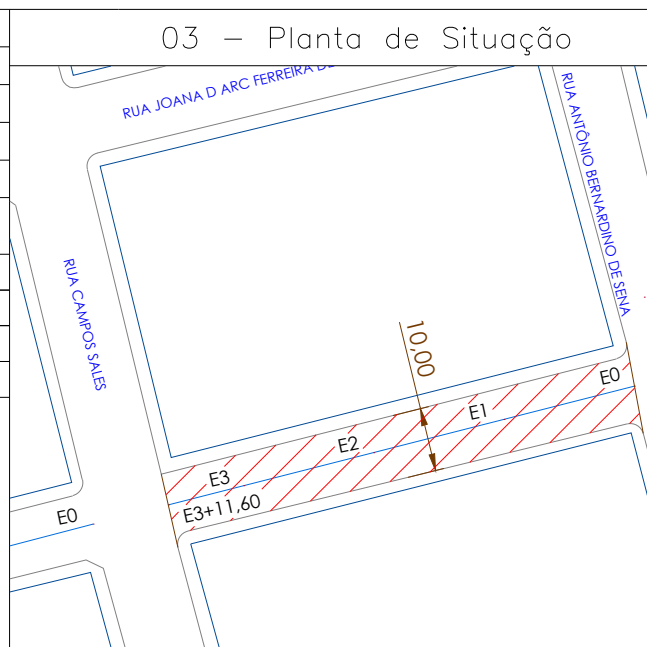 03 - Planta de Situação
RUA JOANA D ARC FERREIRA
RUA ANTÔNIO BERNARDINO DE SENA
RUA CAMPOS SALES
10,00
E0
E1
E2
E3
E3+11,60
E0